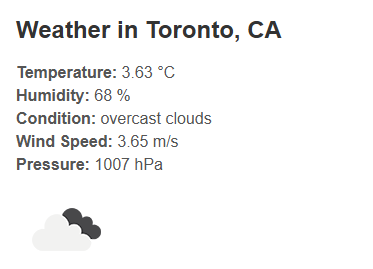 Weather in Toronto, CA
Temperature: 3.63 °C
Humidity: 68 %
Condition: overcast clouds
Wind Speed: 3.65 m/s
Pressure: 1007 hPa